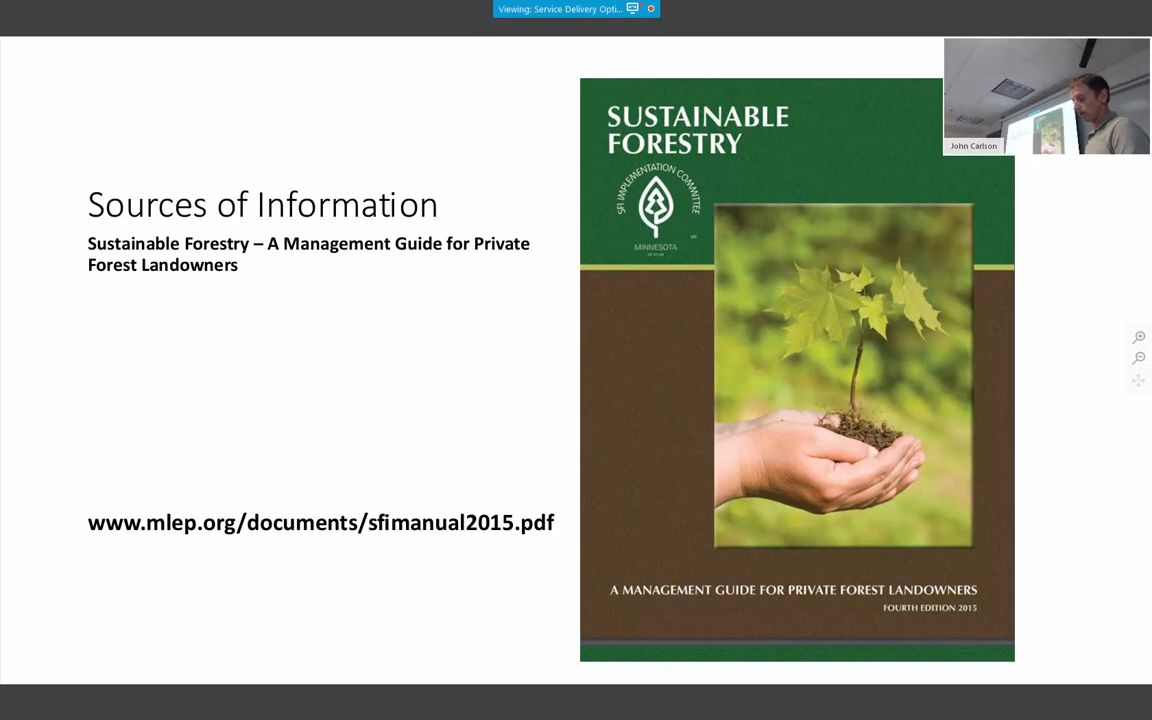 Viewing: Service Delivery Opti...
John Carlson
Sources of Information
Sustainable Forestry – A Management Guide for Private
Forest Landowners
www.mlep.org/documents/sfimanual2015.pdf
SUSTAINABLE
FORESTRY
SFI IMPLEMENTATION COMMITTEE
MINNESOTA
A MANAGEMENT GUIDE FOR PRIVATE FOREST LANDOWNERS
FOURTH EDITION 2015